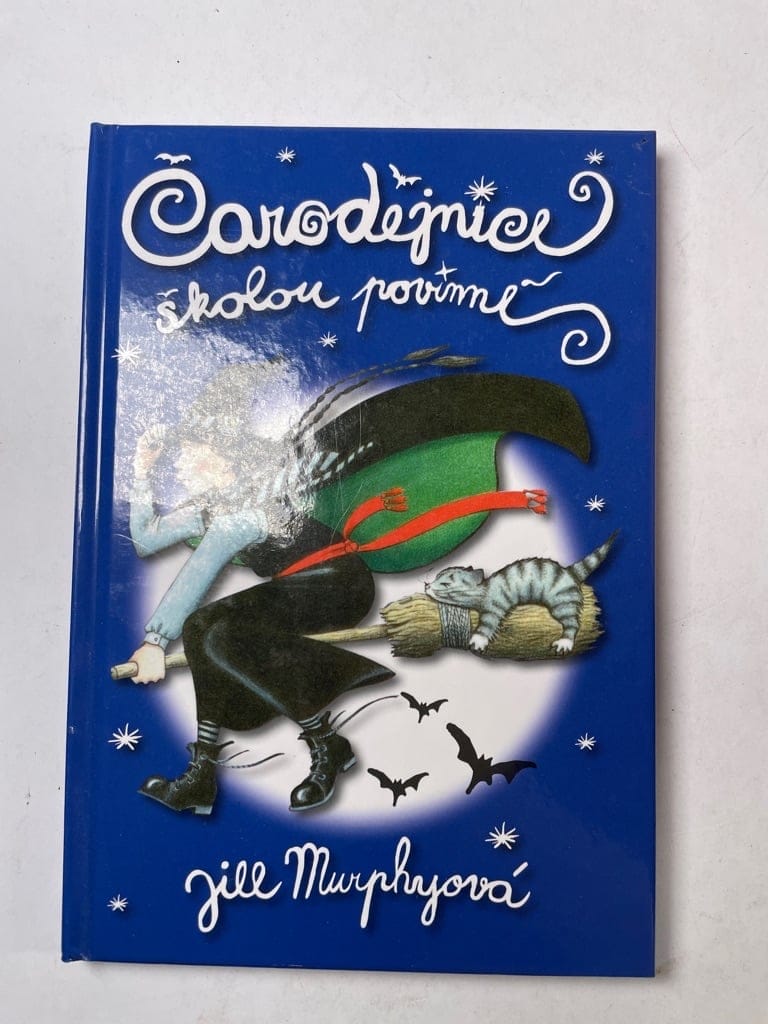 Čarodějnice
školou povinné
Jill Murphyová